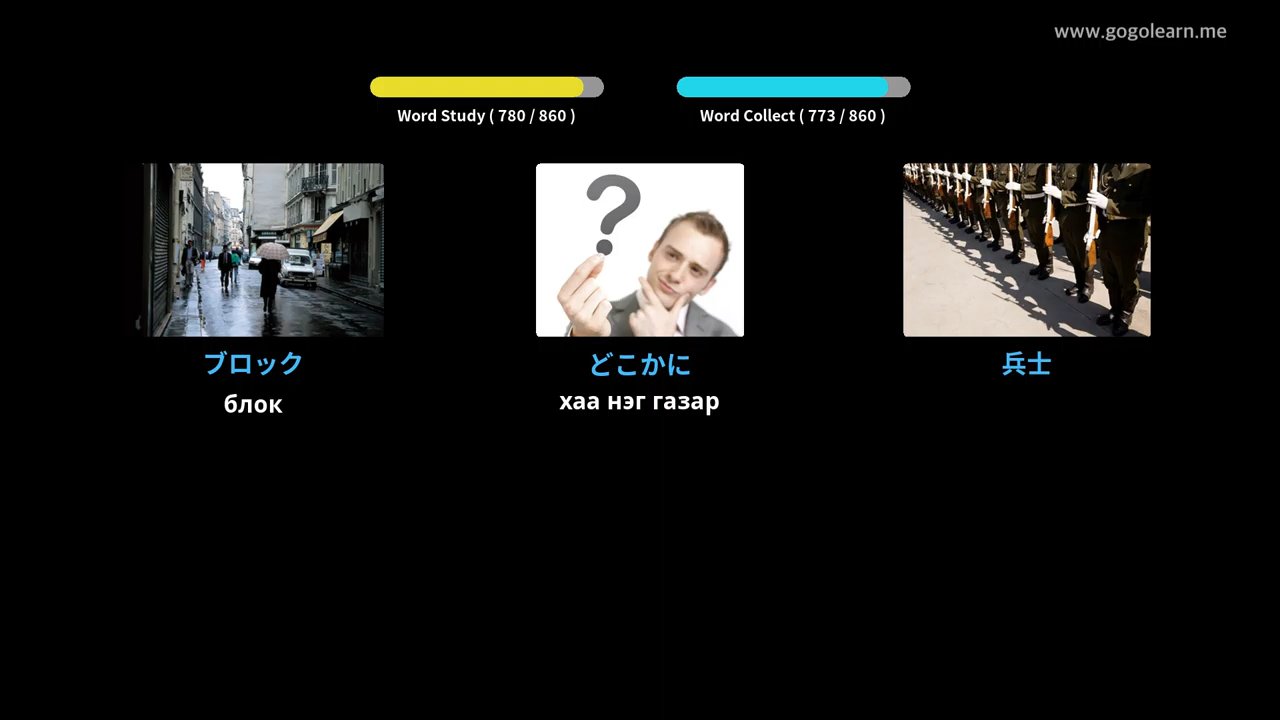 www.gogolearn.me
Word Study ( 780 / 860 )
Word Collect ( 773 / 860 )
ブロック
どこかに
兵士
блок
хаа нэг газар